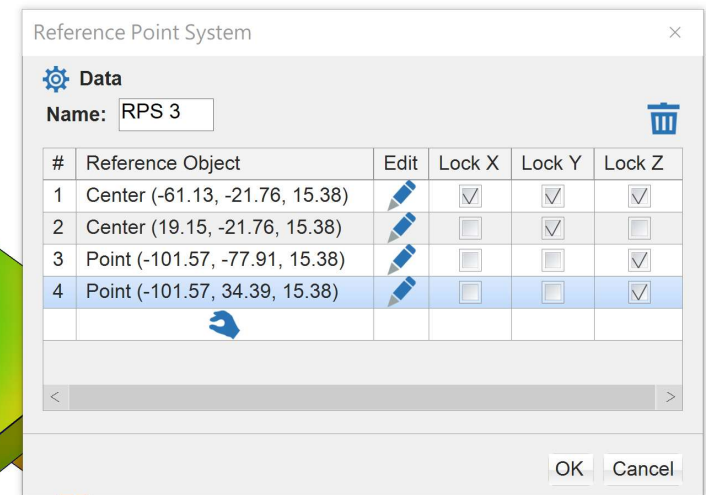 Reference Point System
Data
Name: RPS 3
# Reference Object Edit Lock X Lock Y Lock Z
1 Center (-61.13, -21.76, 15.38)
2 Center (19.15, -21.76, 15.38)
3 Point (-101.57, -77.91, 15.38)
4 Point (-101.57, 34.39, 15.38)
OK Cancel